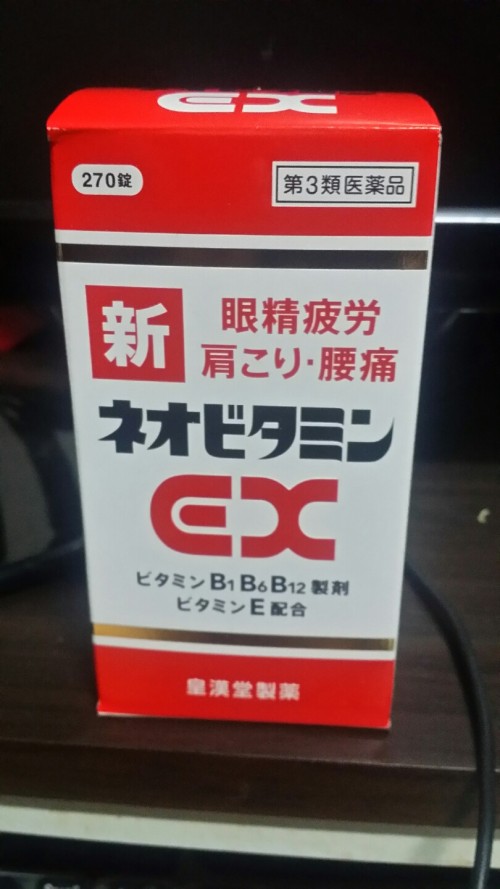 EX
270錠
第3類医薬品
新
眼精疲労
肩こり・腰痛
ネオビタミン
EX
ビタミンB1B6B12製剤
ビタミンE配合
皇漢堂製薬